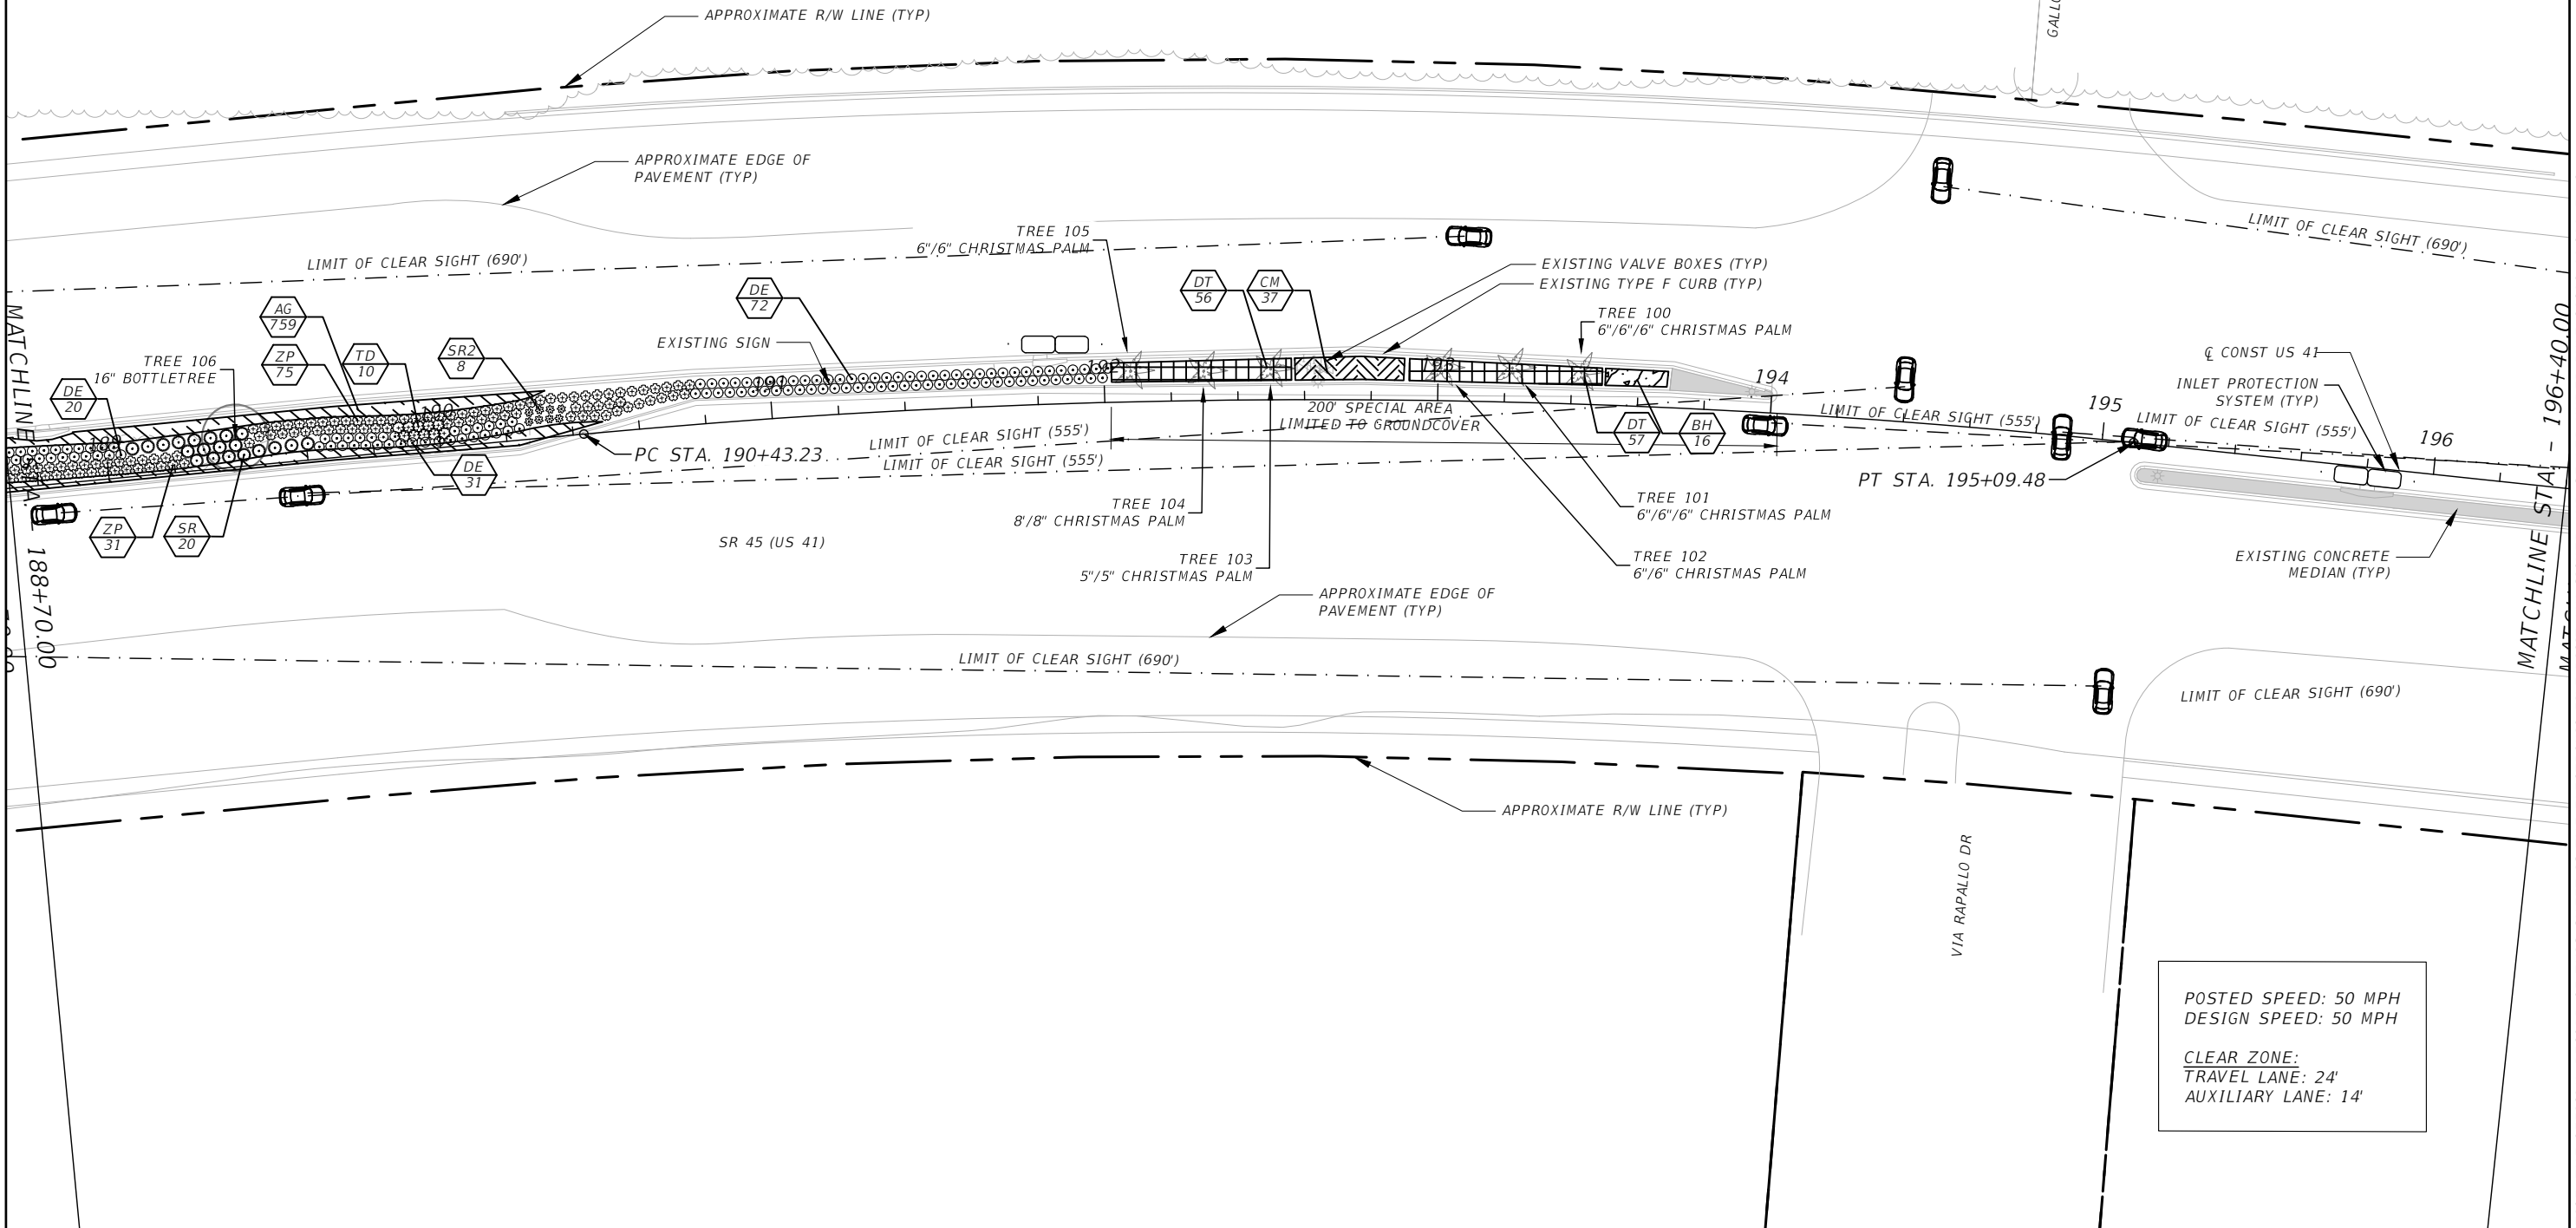 APPROXIMATE R/W LINE (TYP)
GALLO
APPROXIMATE EDGE OF
PAVEMENT (TYP)
LIMIT OF CLEAR SIGHT (690')
TREE 105
6"/6" CHRISTMAS PALM
LIMIT OF CLEAR SIGHT (690')
DE
72
DT
56
CM
37
EXISTING VALVE BOXES (TYP)
EXISTING TYPE F CURB (TYP)
TREE 100
6"/6"/6" CHRISTMAS PALM
AG
759
ZP
75
TD
10
SR2
8
EXISTING SIGN
TREE 106
16" BOTTLETREE
DE
20
189
190
191
192
193
194
195
196
℄ CONST US 41
INLET PROTECTION
SYSTEM (TYP)
LIMIT OF CLEAR SIGHT (555')
LIMIT OF CLEAR SIGHT (555')
200' SPECIAL AREA
LIMITED TO GROUNDCOVER
DT
57
BH
16
LIMIT OF CLEAR SIGHT (555')
LIMIT OF CLEAR SIGHT (555')
PC STA. 190+43.23
PT STA. 195+09.48
DE
31
ZP
31
SR
20
TREE 104
8'/8" CHRISTMAS PALM
TREE 101
6"/6"/6" CHRISTMAS PALM
SR 45 (US 41)
TREE 103
5"/5" CHRISTMAS PALM
TREE 102
6"/6" CHRISTMAS PALM
EXISTING CONCRETE
MEDIAN (TYP)
APPROXIMATE EDGE OF
PAVEMENT (TYP)
MATCHLINE STA. - 188+70.00
MATCHLINE STA. - 196+40.00
LIMIT OF CLEAR SIGHT (690')
LIMIT OF CLEAR SIGHT (690')
APPROXIMATE R/W LINE (TYP)
VIA RAPALLO DR
POSTED SPEED: 50 MPH
DESIGN SPEED: 50 MPH
CLEAR ZONE:
TRAVEL LANE: 24'
AUXILIARY LANE: 14'